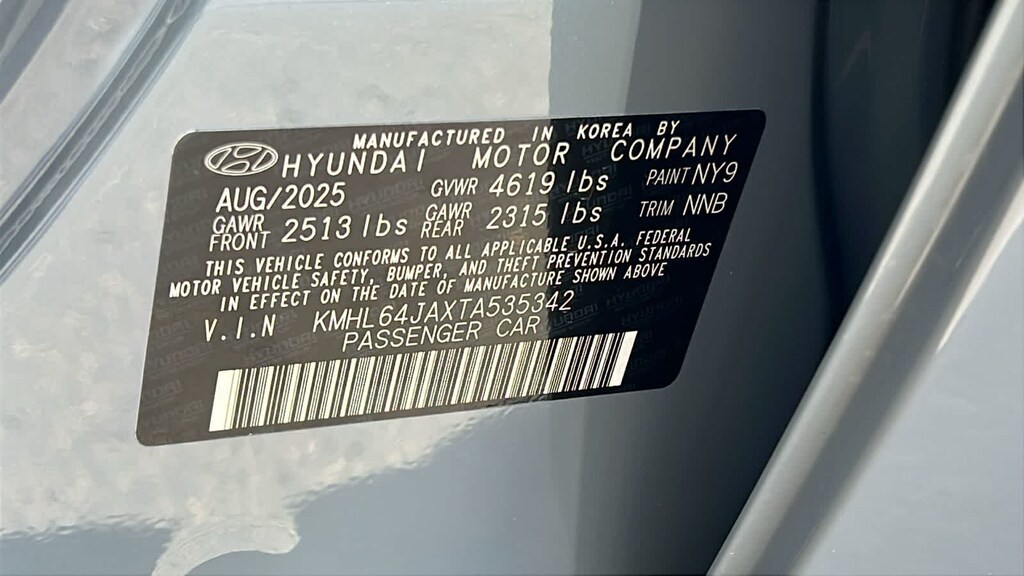 MANUFACTURED IN KOREA BY
HYUNDAI MOTOR COMPANY
AUG/2025 GVWR 4619 lbs PAINT NY9
GAWR FRONT 2513 lbs GAWR REAR 2315 lbs TRIM NNB
THIS VEHICLE CONFORMS TO ALL APPLICABLE U.S.A. FEDERAL
MOTOR VEHICLE SAFETY, BUMPER, AND THEFT PREVENTION STANDARDS
IN EFFECT ON THE DATE OF MANUFACTURE SHOWN ABOVE
V.I.N KMHL64JAXTA535342
PASSENGER CAR